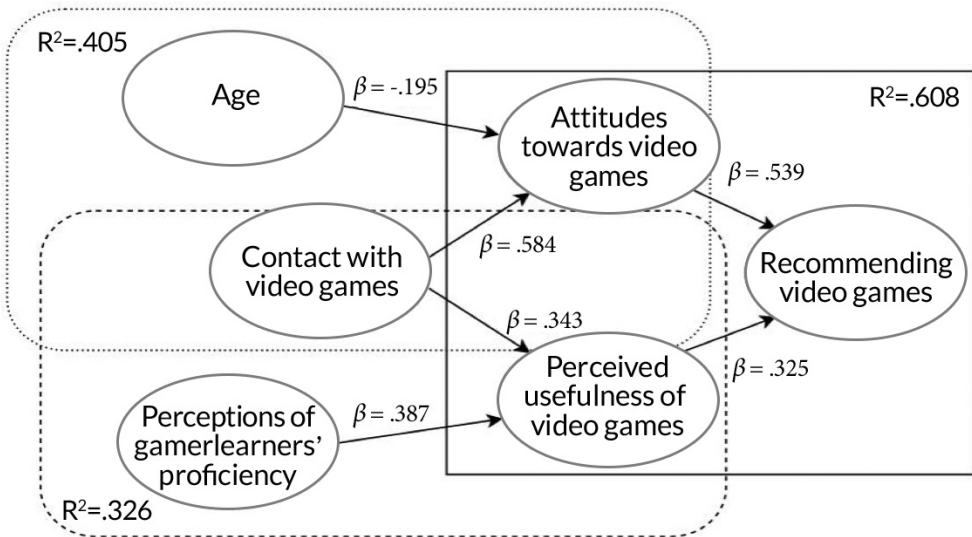 R²=.405
Age
β = -.195
Attitudes
towards video
games
R²=.608
β = .539
Contact with
video games
β = .584
Recommending
video games
β = .343
Perceived
usefulness of
video games
β = .325
Perceptions of
gamerlearners’
proficiency
β = .387
R²=.326